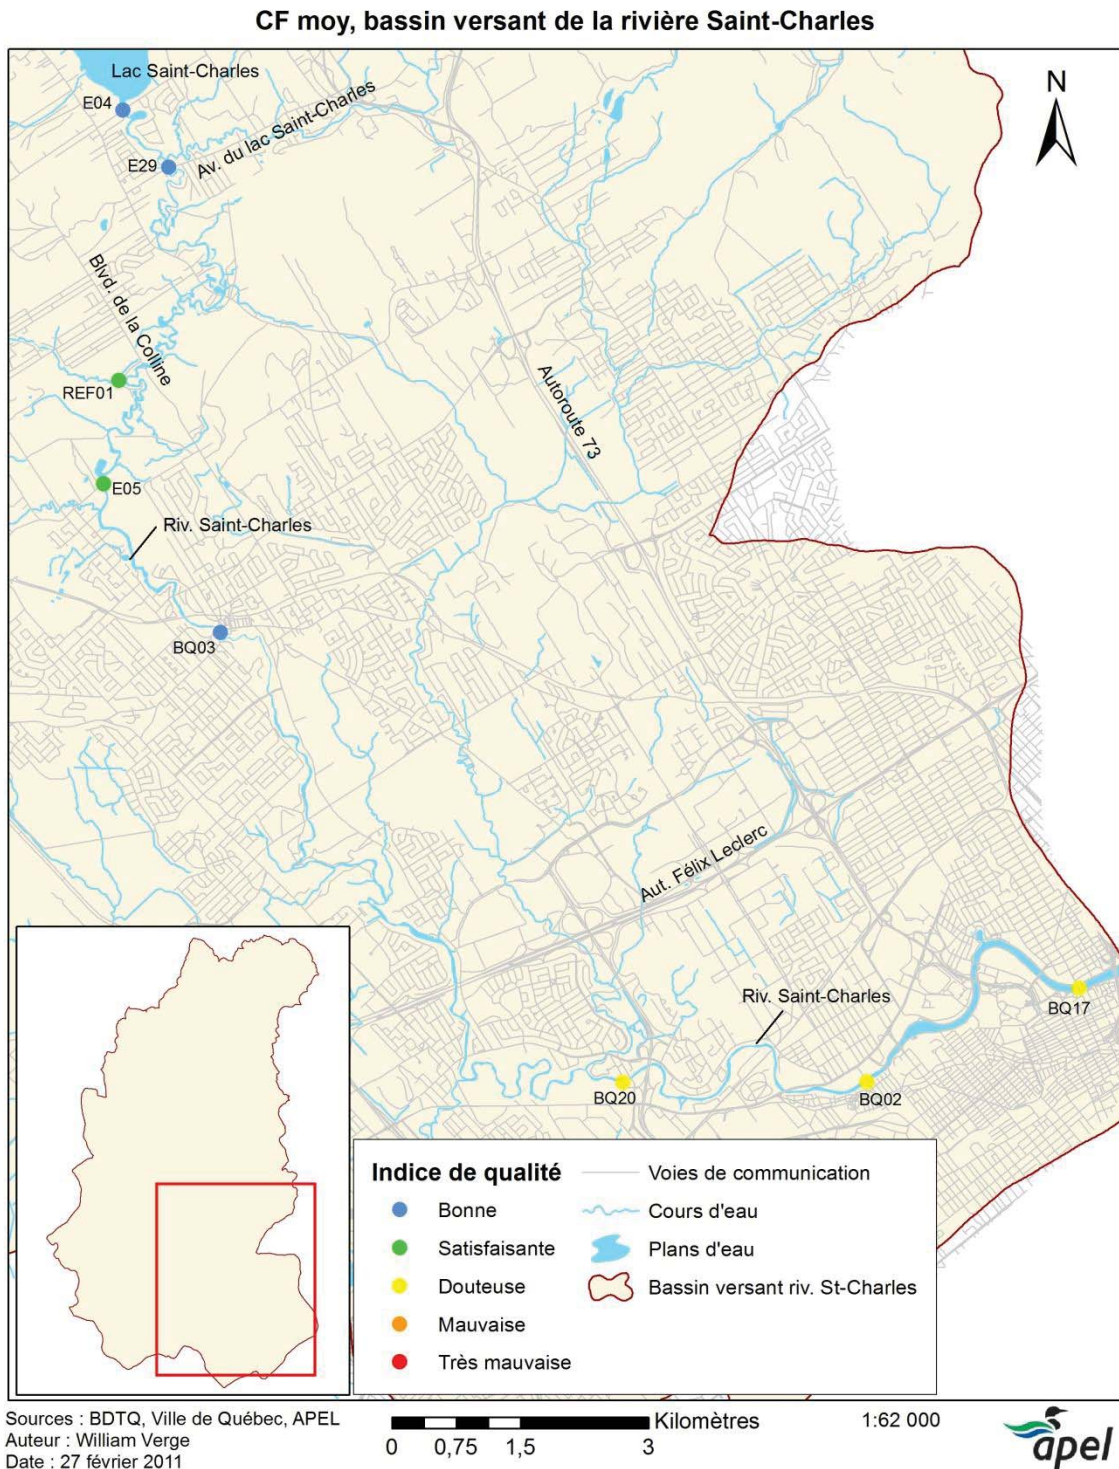 CF moy, bassin versant de la rivière Saint-Charles
Lac Saint-Charles
E04
Av. du lac Saint-Charles
E29
N
Blvd. de la Colline
REF01
Autoroute 73
E05
Riv. Saint-Charles
BQ03
Aut. Félix Leclerc
Riv. Saint-Charles
BQ17
BQ20
BQ02
Indice de qualité
Bonne
Satisfaisante
Douteuse
Mauvaise
Très mauvaise
Voies de communication
Cours d'eau
Plans d'eau
Bassin versant riv. St-Charles
Sources : BDTQ, Ville de Québec, APEL
Auteur : William Verge
Date : 27 février 2011
Kilomètres
0 0,75 1,5 3
1:62 000
apel